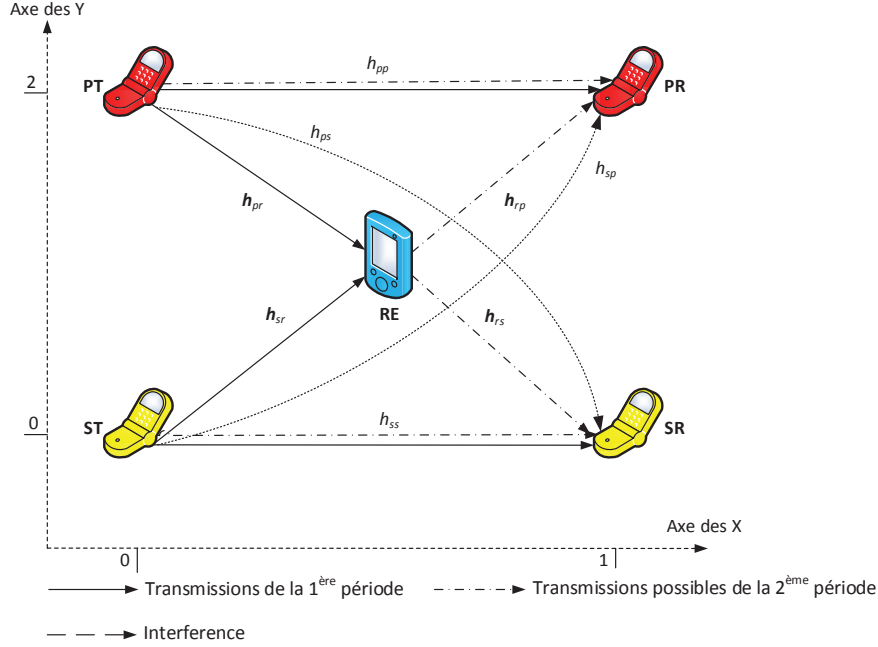 Axe des Y
h_pp
2
PT
PR
h_ps
h_sp
h_pr
h_rp
RE
h_sr
h_rs
0
ST
h_ss
SR
Axe des X
0
1
Transmissions de la 1ère période
Transmissions possibles de la 2ème période
Interference